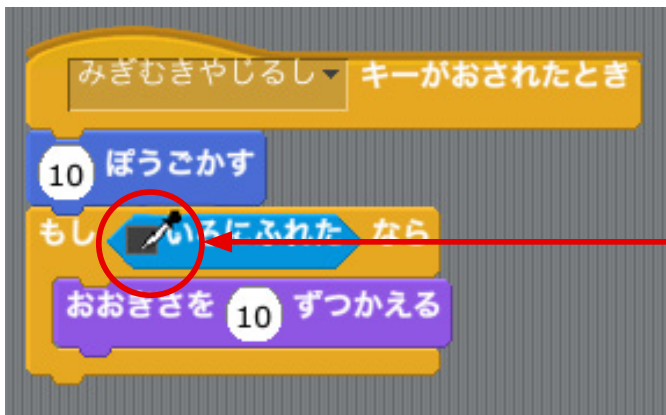 みぎむきやじるし キーがおされたとき
10 ぽうごかす
もし いろにふれた なら
おおきさを 10 ずつかえる